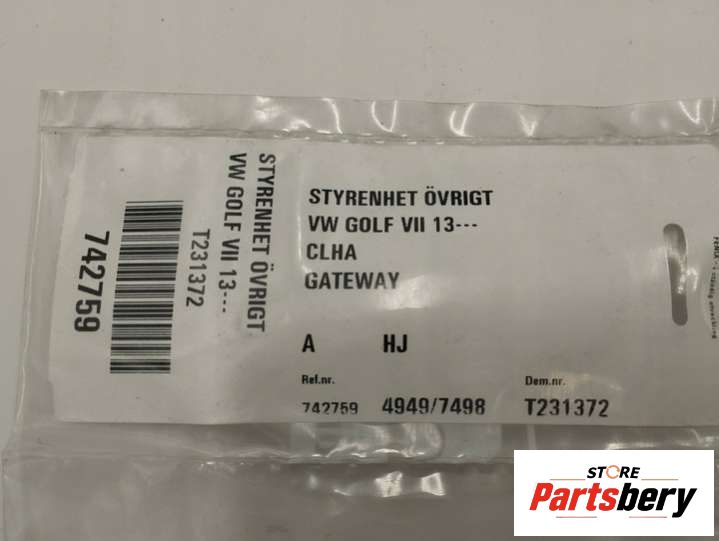 STYRENHET ÖVRIGT
VW GOLF VII 13---
T231372
742759
STYRENHET ÖVRIGT
VW GOLF VII 13---
CLHA
GATEWAY
A HJ
Ref.nr. Dem.nr.
742759 4949/7498 T231372
STORE
Partsbery